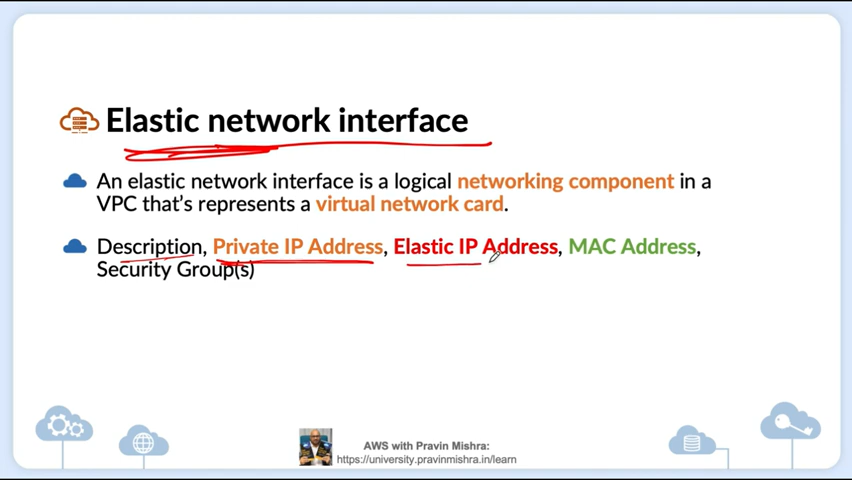 Elastic network interface
An elastic network interface is a logical networking component in a
VPC that's represents a virtual network card.
Description, Private IP Address, Elastic IP Address, MAC Address,
Security Group(s)
AWS with Pravin Mishra:
https://university.pravinmishra.in/learn